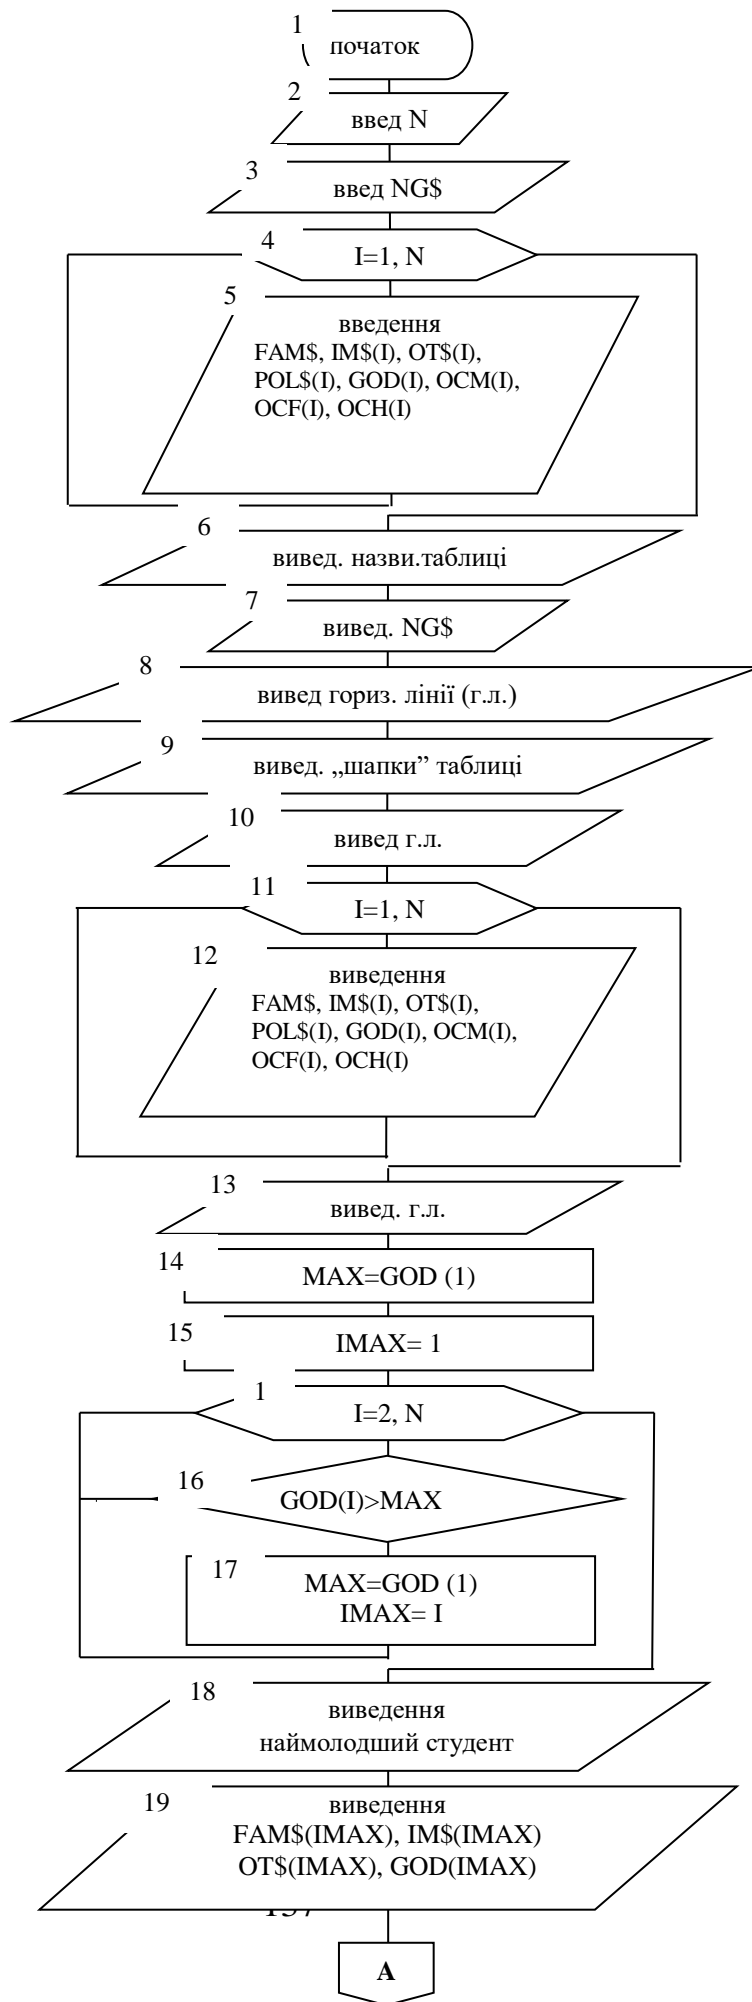 1
початок
2
введ N
3
введ NG$
4
I=1, N
5
введення
FAM$, IM$(I), OT$(I),
POL$(I), GOD(I), OCM(I),
OCF(I), OCH(I)
6
вивед. назви.таблиці
7
вивед. NG$
8
вивед гориз. лінії (г.л.)
9
вивед. „шапки” таблиці
10
вивед г.л.
11
I=1, N
12
виведення
FAM$, IM$(I), OT$(I),
POL$(I), GOD(I), OCM(I),
OCF(I), OCH(I)
13
вивед. г.л.
14
MAX=GOD (1)
15
IMAX= 1
1
I=2, N
16
GOD(I)>MAX
17
MAX=GOD (1)
IMAX= I
18
виведення
наймолодший студент
19
виведення
FAM$(IMAX), IM$(IMAX)
OT$(IMAX), GOD(IMAX)
A